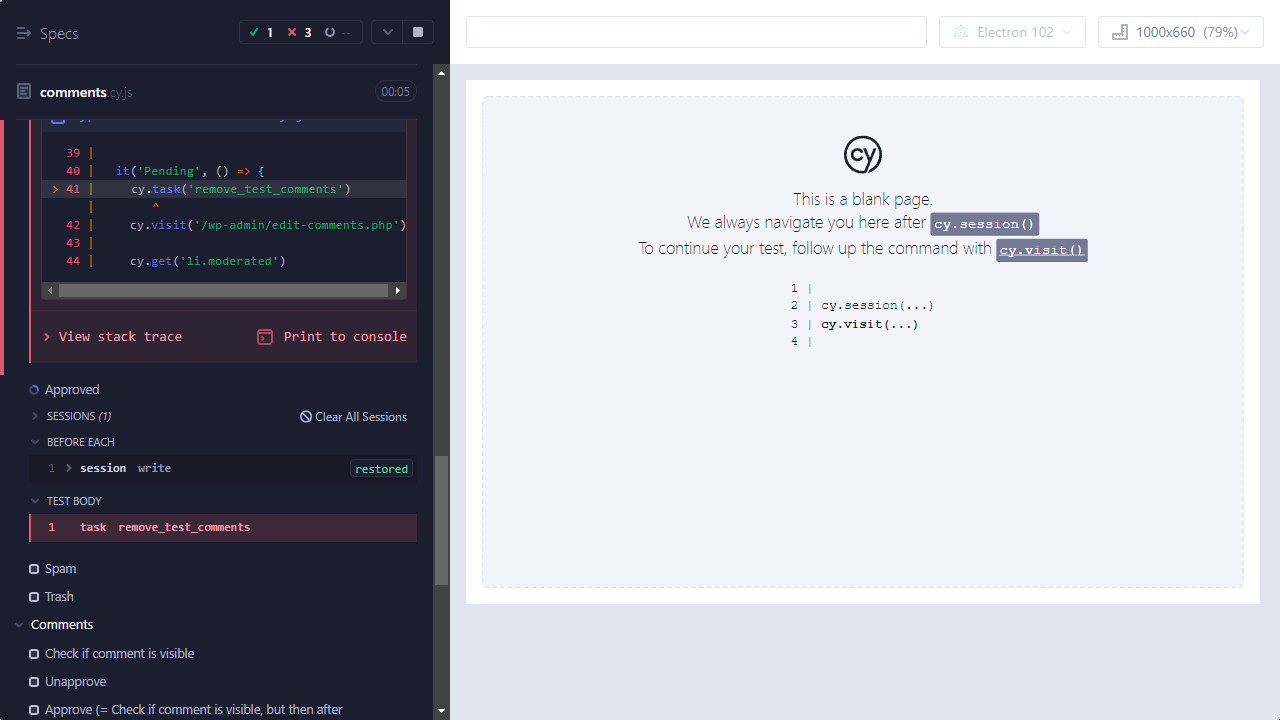 Specs
1
3
--
Electron 102
1000x660 (79%)
comments.cy.js
00:05
39 |
40 | it('Pending', () => {
> 41 | cy.task('remove_test_comments')
| ^
42 | cy.visit('/wp-admin/edit-comments.php')
43 |
44 | cy.get('li.moderated')
View stack trace
Print to console
Approved
SESSIONS (1)
Clear All Sessions
BEFORE EACH
1 session write
restored
TEST BODY
1 task remove_test_comments
Spam
Trash
Comments
Check if comment is visible
Unapprove
Approve (= Check if comment is visible, but then after
cy
This is a blank page.
We always navigate you here after cy.session()
To continue your test, follow up the command with cy.visit()
1 |
2 | cy.session(...)
3 | cy.visit(...)
4 |